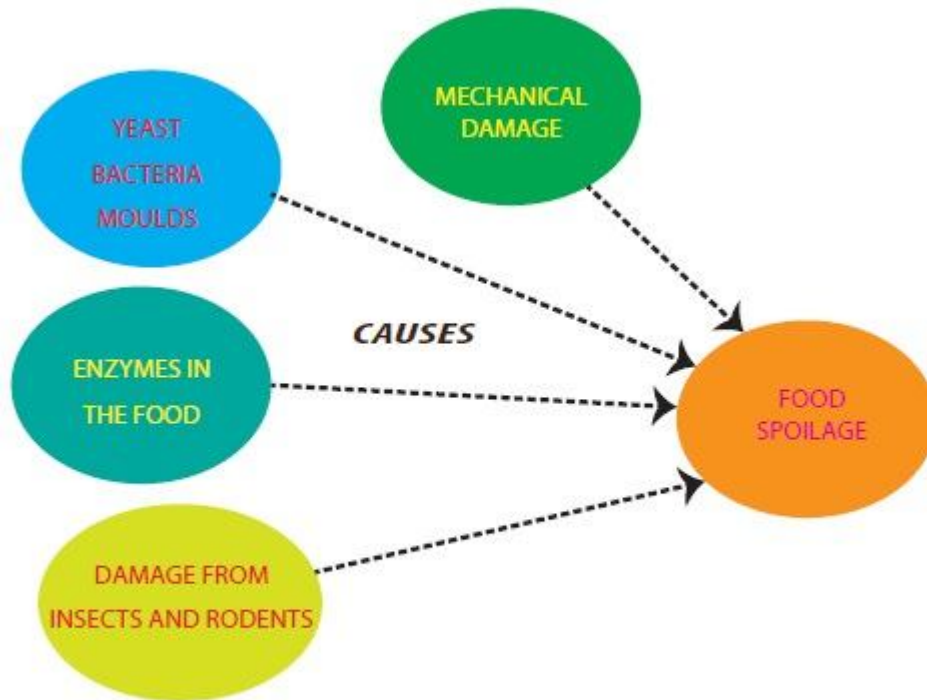 MECHANICAL
DAMAGE
YEAST
BACTERIA
MOULDS
CAUSES
ENZYMES IN
THE FOOD
FOOD
SPOILAGE
DAMAGE FROM
INSECTS AND RODENTS